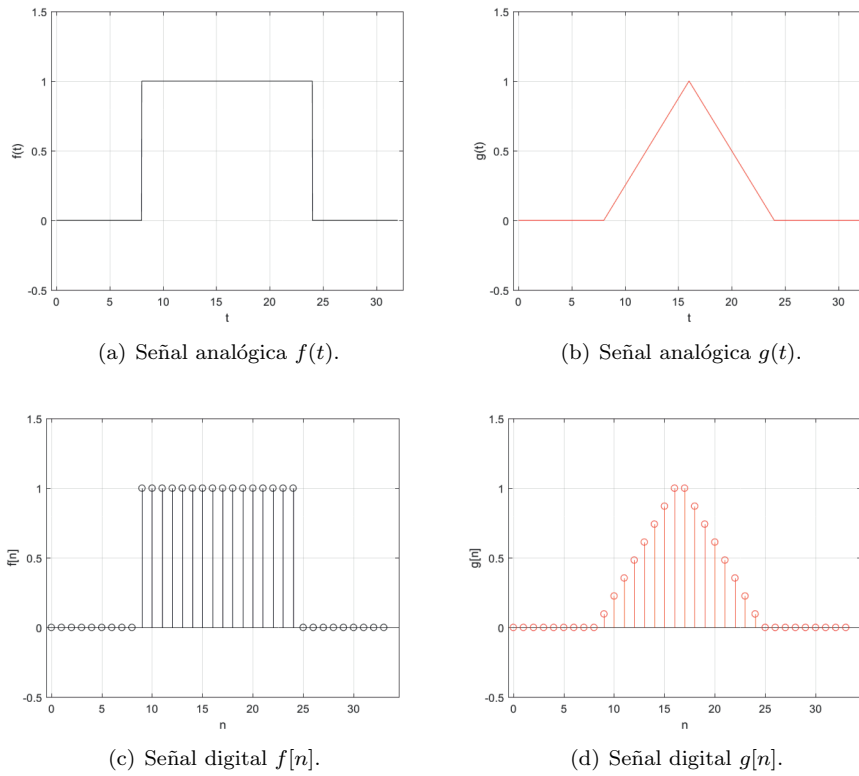 1.5
1
0.5
0
-0.5
f(t)
0 5 10 15 20 25 30
t
(a) Señal analógica f(t).
1.5
1
0.5
0
-0.5
g(t)
0 5 10 15 20 25 30
t
(b) Señal analógica g(t).
1.5
1
0.5
0
-0.5
f[n]
0 5 10 15 20 25 30
n
(c) Señal digital f[n].
1.5
1
0.5
0
-0.5
g[n]
0 5 10 15 20 25 30
n
(d) Señal digital g[n].